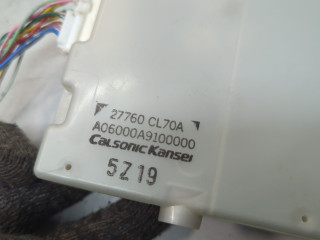 27760 CL70A
A06000A9100000
CALSONIC KANSEI
5Z19